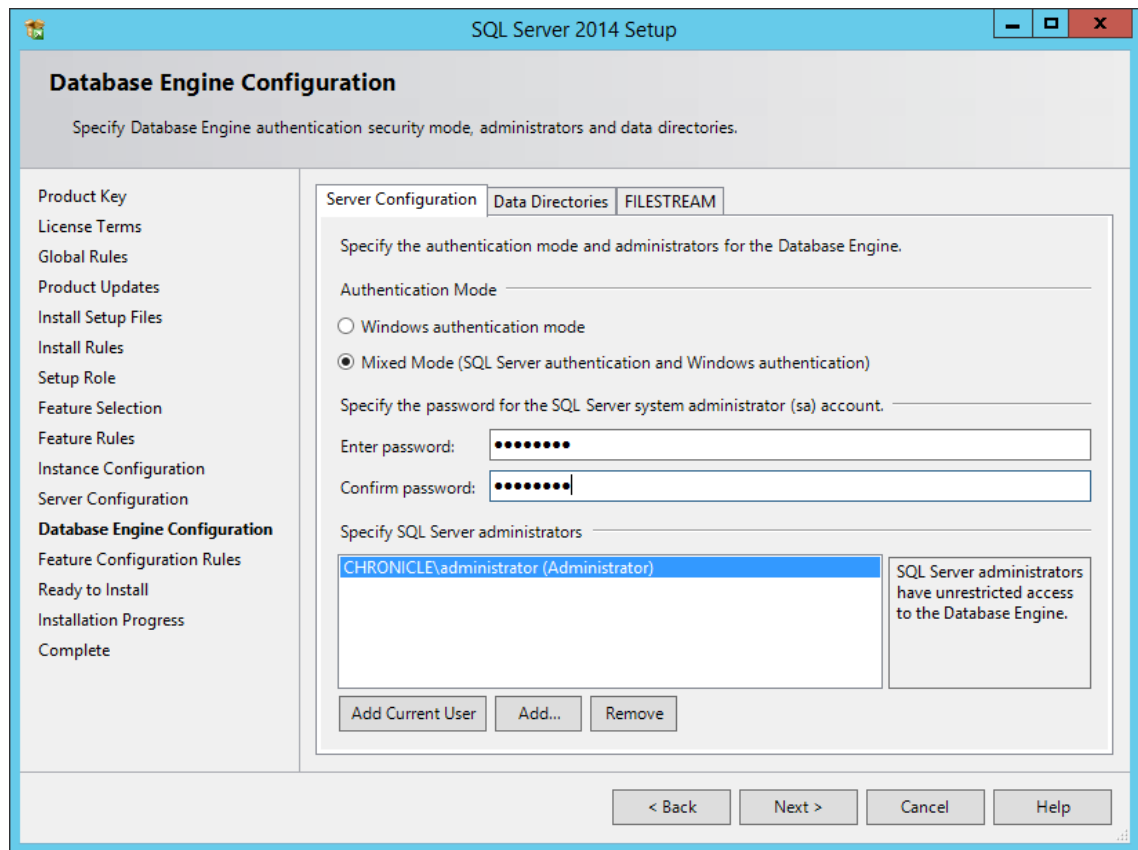 SQL Server 2014 Setup
Database Engine Configuration
Specify Database Engine authentication security mode, administrators and data directories.
Product Key
License Terms
Global Rules
Product Updates
Install Setup Files
Install Rules
Setup Role
Feature Selection
Feature Rules
Instance Configuration
Server Configuration
Database Engine Configuration
Feature Configuration Rules
Ready to Install
Installation Progress
Complete
Server Configuration Data Directories FILESTREAM
Specify the authentication mode and administrators for the Database Engine.
Authentication Mode
Windows authentication mode
Mixed Mode (SQL Server authentication and Windows authentication)
Specify the password for the SQL Server system administrator (sa) account.
Enter password: ●●●●●●●●
Confirm password: ●●●●●●●●
Specify SQL Server administrators
CHRONICLE\administrator (Administrator)
SQL Server administrators
have unrestricted access
to the Database Engine.
Add Current User Add... Remove
< Back Next > Cancel Help